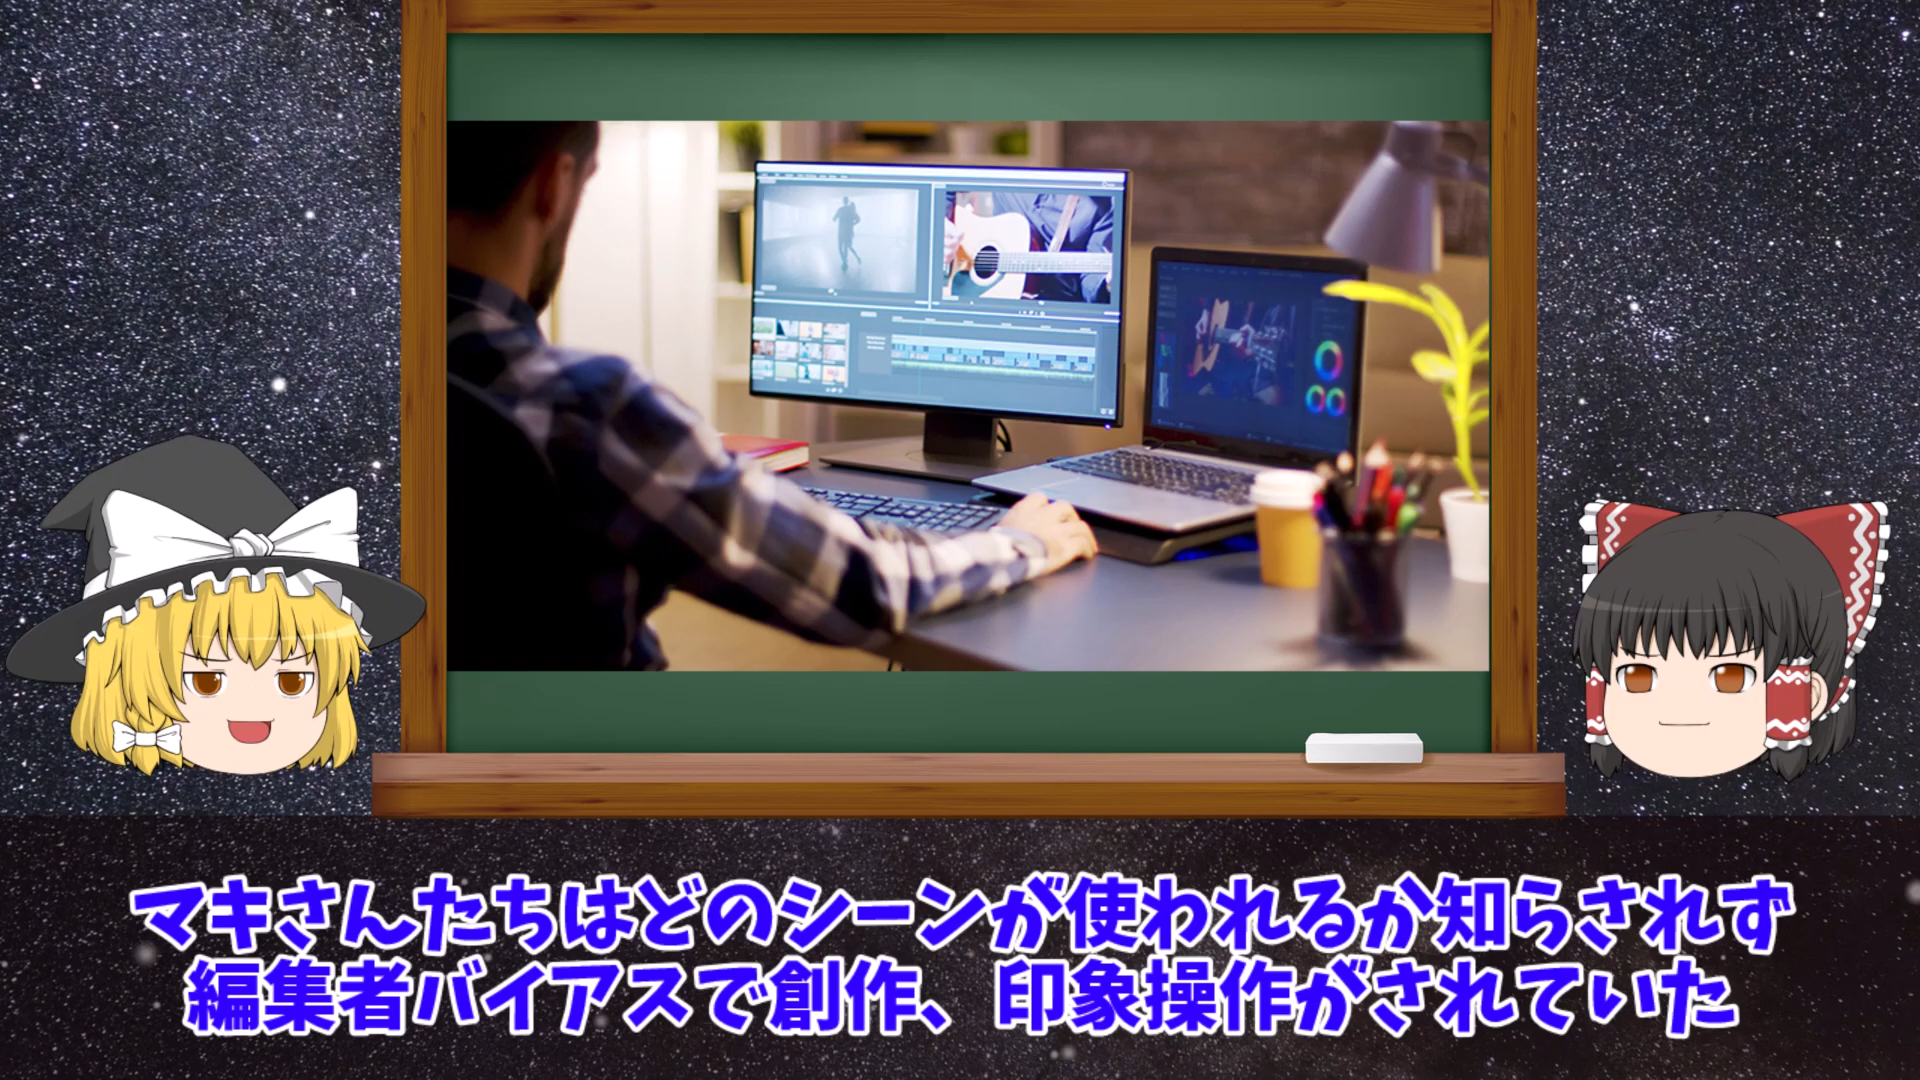 マキさんたちはどのシーンが使われるか知らされず
編集者バイアスで創作、印象操作がされていた